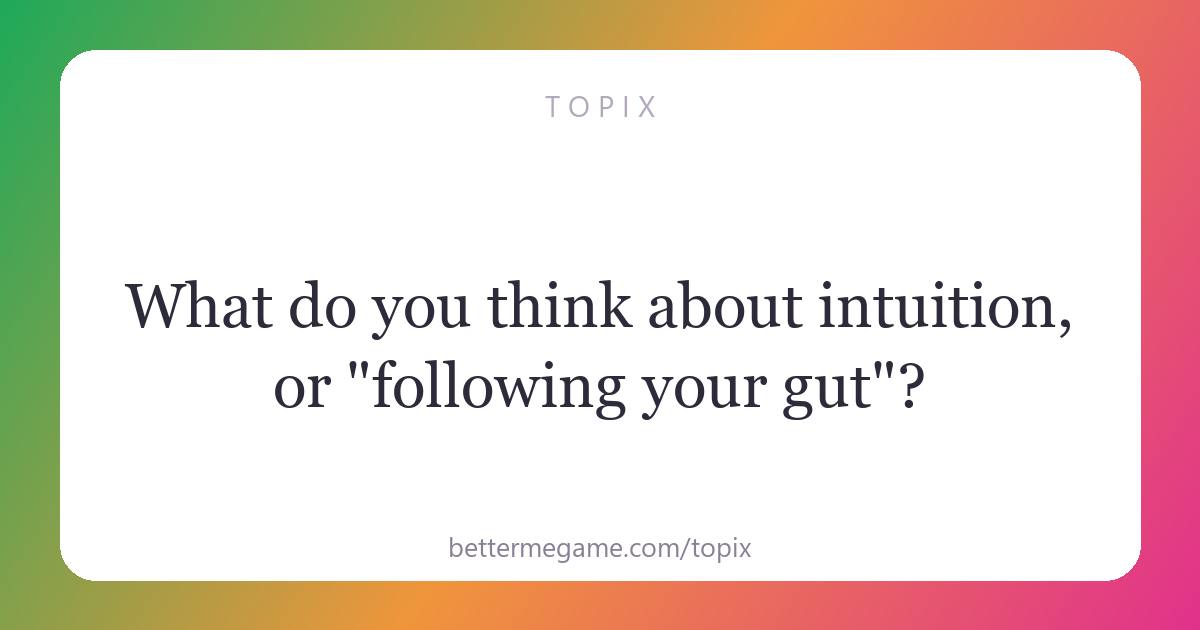 TOPIX
What do you think about intuition,
or "following your gut"?
bettermegame.com/topix